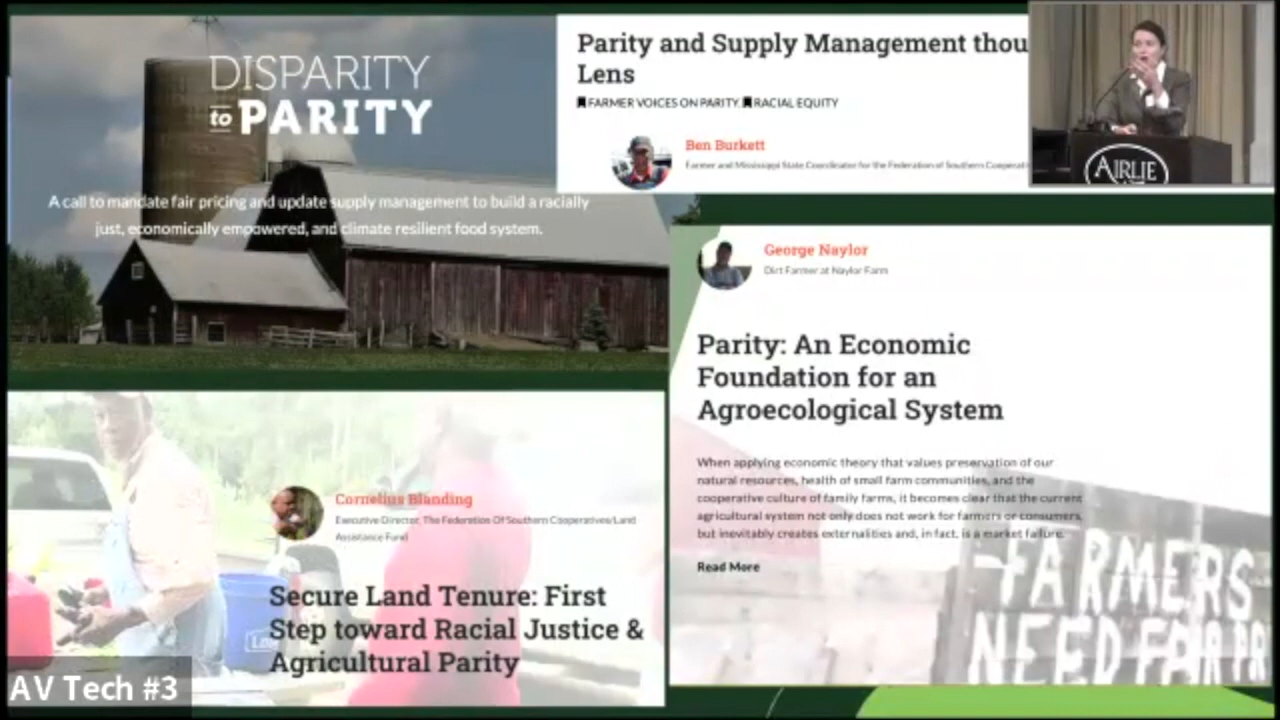 DISPARITY
to PARITY
A call to mandate fair pricing and update supply management to build a racially
just, economically empowered, and climate resilient food system.
Parity and Supply Management thou
Lens
FARMER VOICES ON PARITY, RACIAL EQUITY
Ben Burkett
Farmer and Mississippi State Coordinator for the Federation of Southern Cooperati
AIRLIE
George Naylor
Dirt Farmer at Naylor Farm
Parity: An Economic
Foundation for an
Agroecological System
When applying economic theory that values preservation of our
natural resources, health of small farm communities, and the
cooperative culture of family farms, it becomes clear that the current
agricultural system not only does not work for farmers or consumers,
but inevitably creates externalities and, in fact, is a market failure.
Read More
FARMERS
NEED FAIR PR
Cornelius Blanding
Executive Director, The Federation Of Southern Cooperatives/Land
Assistance Fund
Secure Land Tenure: First
Step toward Racial Justice &
Agricultural Parity
AV Tech #3